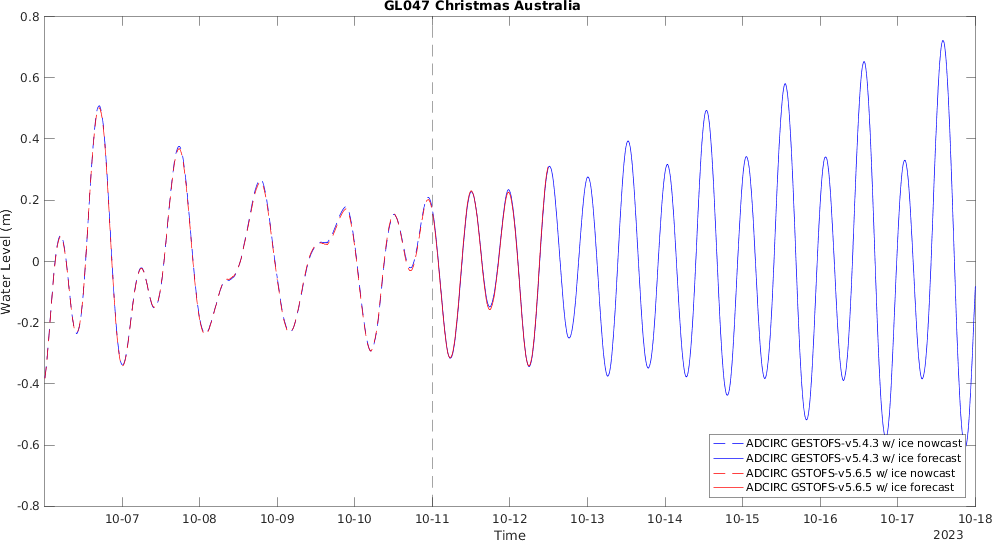 GL047 Christmas Australia
0.8
0.6
0.4
0.2
0
-0.2
-0.4
-0.6
-0.8
Water Level (m)
ADCIRC GESTOFS-v5.4.3 w/ ice nowcast
ADCIRC GESTOFS-v5.4.3 w/ ice forecast
ADCIRC GSTOFS-v5.6.5 w/ ice nowcast
ADCIRC GSTOFS-v5.6.5 w/ ice forecast
10-07 10-08 10-09 10-10 10-11 10-12 10-13 10-14 10-15 10-16 10-17 10-18
Time
2023